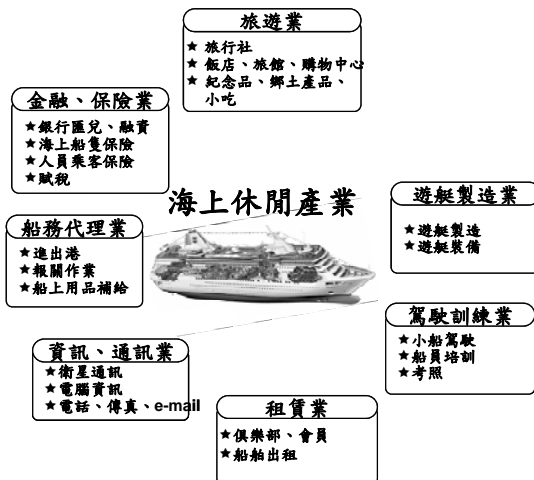 旅遊業
★ 旅行社
★ 飯店、旅館、購物中心
★ 紀念品、鄉土產品、
小吃
金融、保險業
★銀行匯兌、融資
★海上船隻保險
★人員乘客保險
★賦稅
海上休閒產業
遊艇製造業
★遊艇製造
★遊艇裝備
船務代理業
★進出港
★報關作業
★船上用品補給
駕駛訓練業
★小船駕駛
★船員培訓
★考照
資訊、通訊業
★衛星通訊
★電腦資訊
★電話、傳真、e-mail
租賃業
★俱樂部、會員
★船舶出租